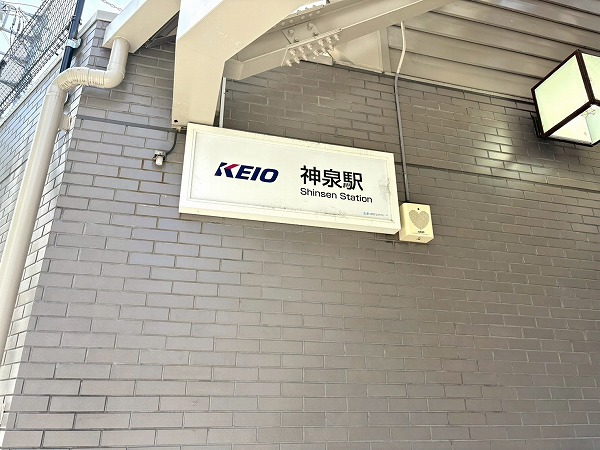 KEIO 神泉駅
Shinsen Station